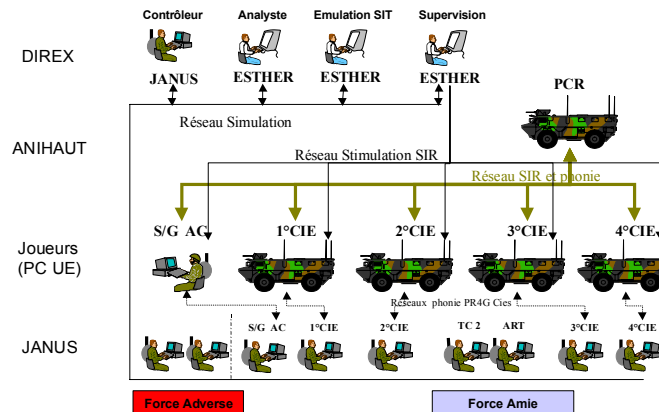 Contrôleur Analyste Emulation SIT Supervision
DIREX
JANUS ESTHER ESTHER ESTHER
PCR
Réseau Simulation
ANIHAUT
Réseau Stimulation SIR
Réseau SIR et phonie
S/G AC 1°CIE 2°CIE 3°CIE 4°CIE
Joueurs
(PC UE)
Réseaux phonie PR4G Cies
S/G AC 1°CIE 2°CIE TC 2 ART 3°CIE 4°CIE
JANUS
Force Adverse Force Amie